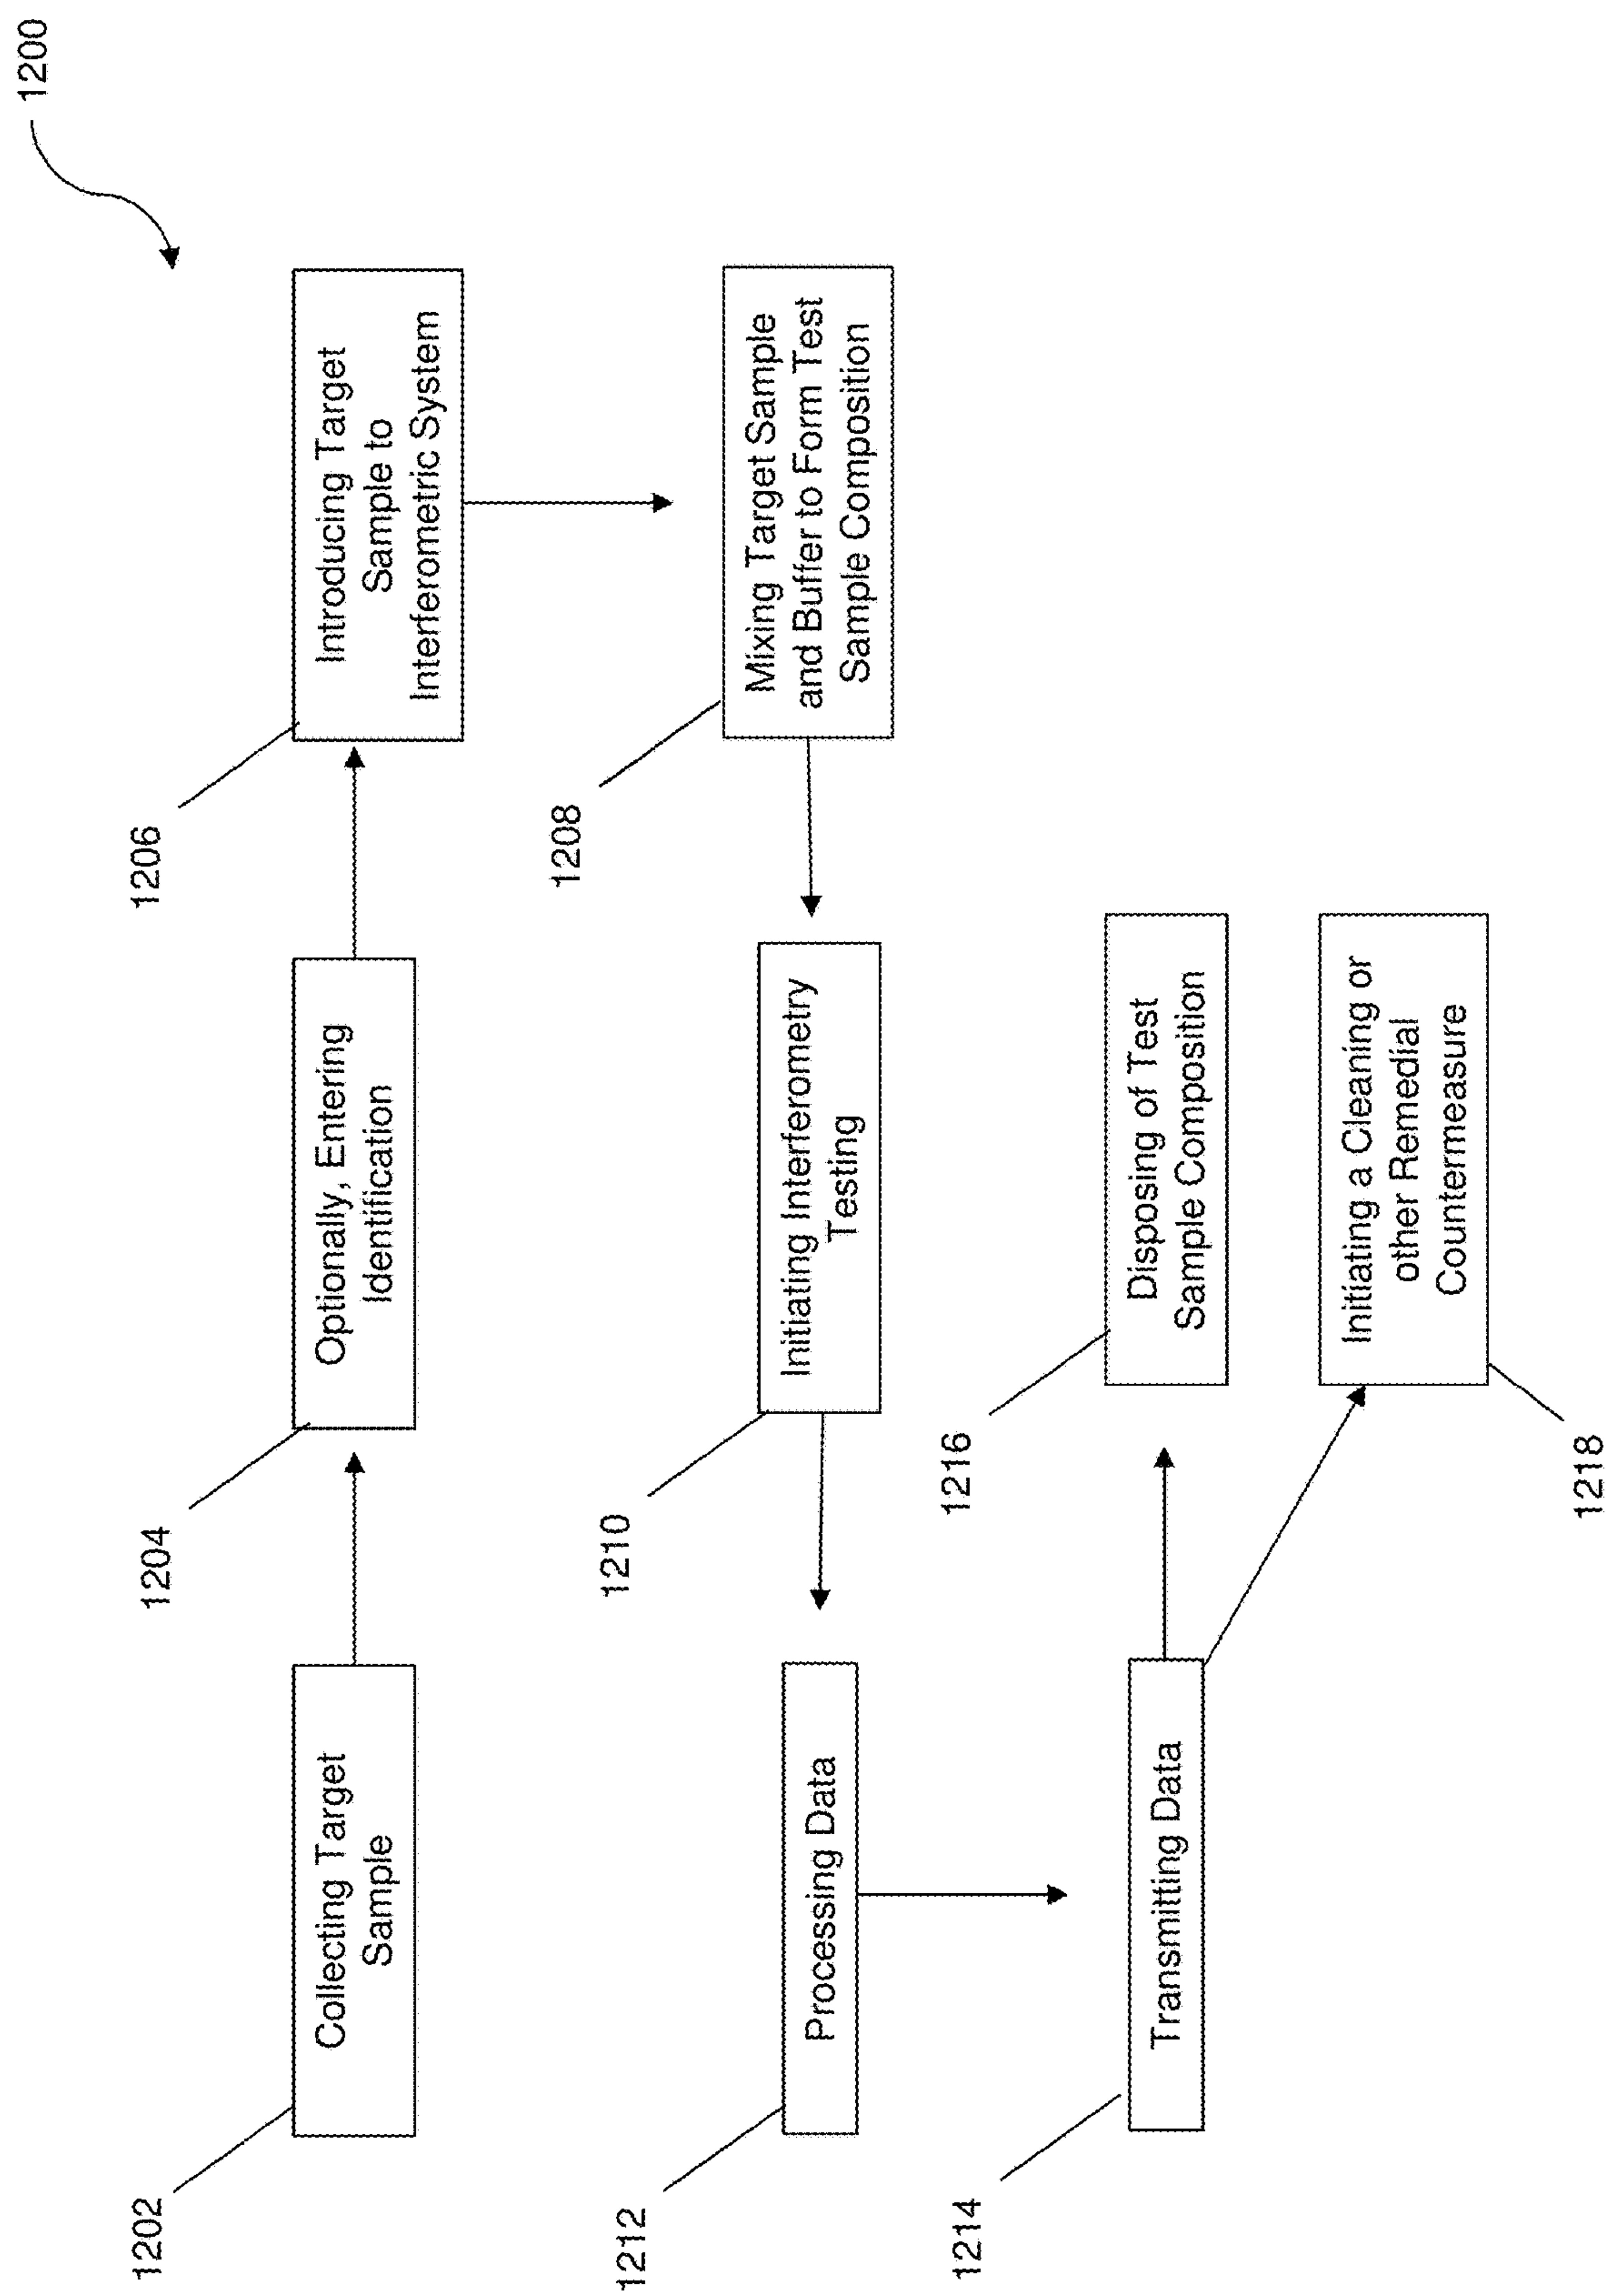 1200
1202
Collecting Target
Sample
1204
Optionally, Entering
Identification
1206
Introducing Target
Sample to
Interferometric System
1208
Mixing Target Sample
and Buffer to Form Test
Sample Composition
1210
Initiating Interferometry
Testing
1212
Processing Data
1214
Transmitting Data
1216
Disposing of Test
Sample Composition
1218
Initiating a Cleaning or
other Remedial
Countermeasure